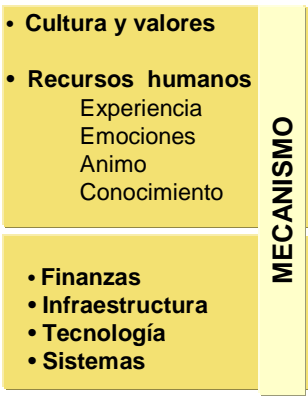 • Cultura y valores
• Recursos humanos
Experiencia
Emociones
Animo
Conocimiento
• Finanzas
• Infraestructura
• Tecnología
• Sistemas
MECANISMO